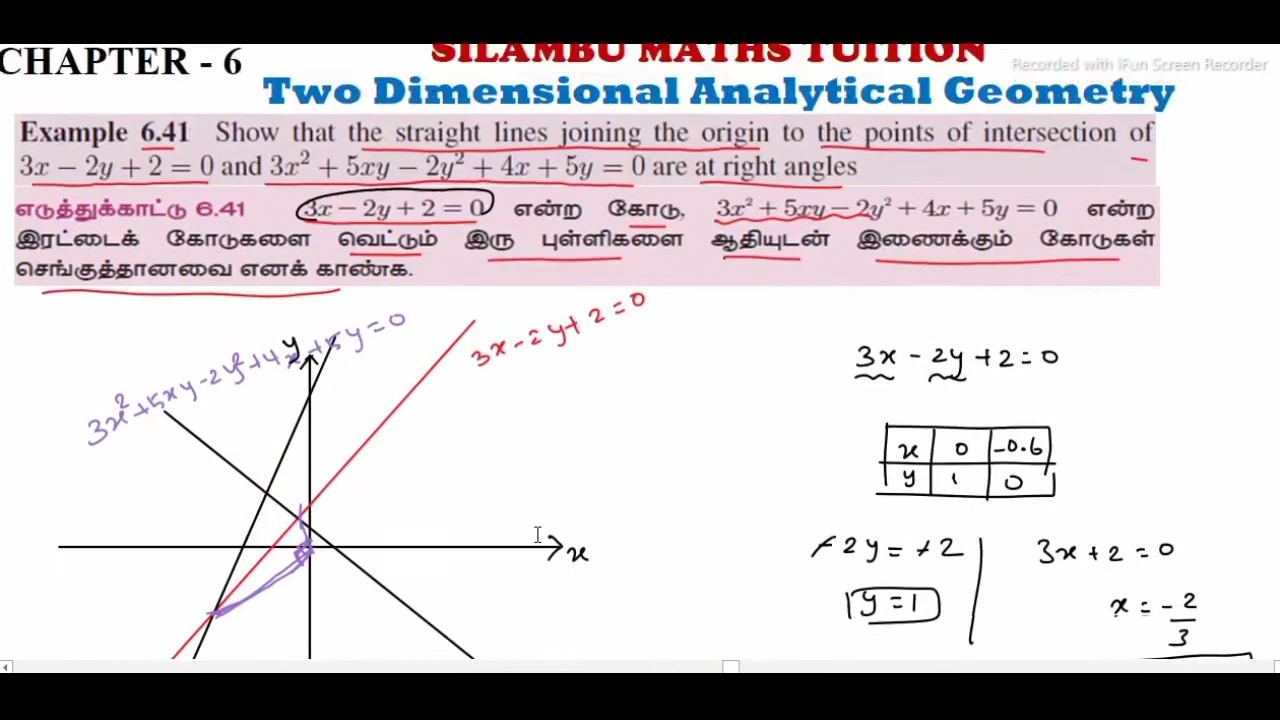 SILAMBU MATHS TUITION
CHAPTER - 6
Recorded with iFun Screen Recorder
Two Dimensional Analytical Geometry
Example 6.41 Show that the straight lines joining the origin to the points of intersection of
3x − 2y + 2 = 0 and 3x² + 5xy − 2y² + 4x + 5y = 0 are at right angles
எடுத்துக்காட்டு 6.41 3x − 2y + 2 = 0 என்ற கோடு, 3x² + 5xy − 2y² + 4x + 5y = 0 என்ற
இரட்டைக் கோடுகளை வெட்டும் இரு புள்ளிகளை ஆதியுடன் இணைக்கும் கோடுகள்
செங்குத்தானவை எனக் காண்க.
3x² + 5xy - 2y² + 4x + 5y = 0
y
3x - 2y + 2 = 0
x
3x - 2y + 2 = 0
x 0 -0.6
y 1 0
-2y = -2
y = 1
3x + 2 = 0
x = -2/3